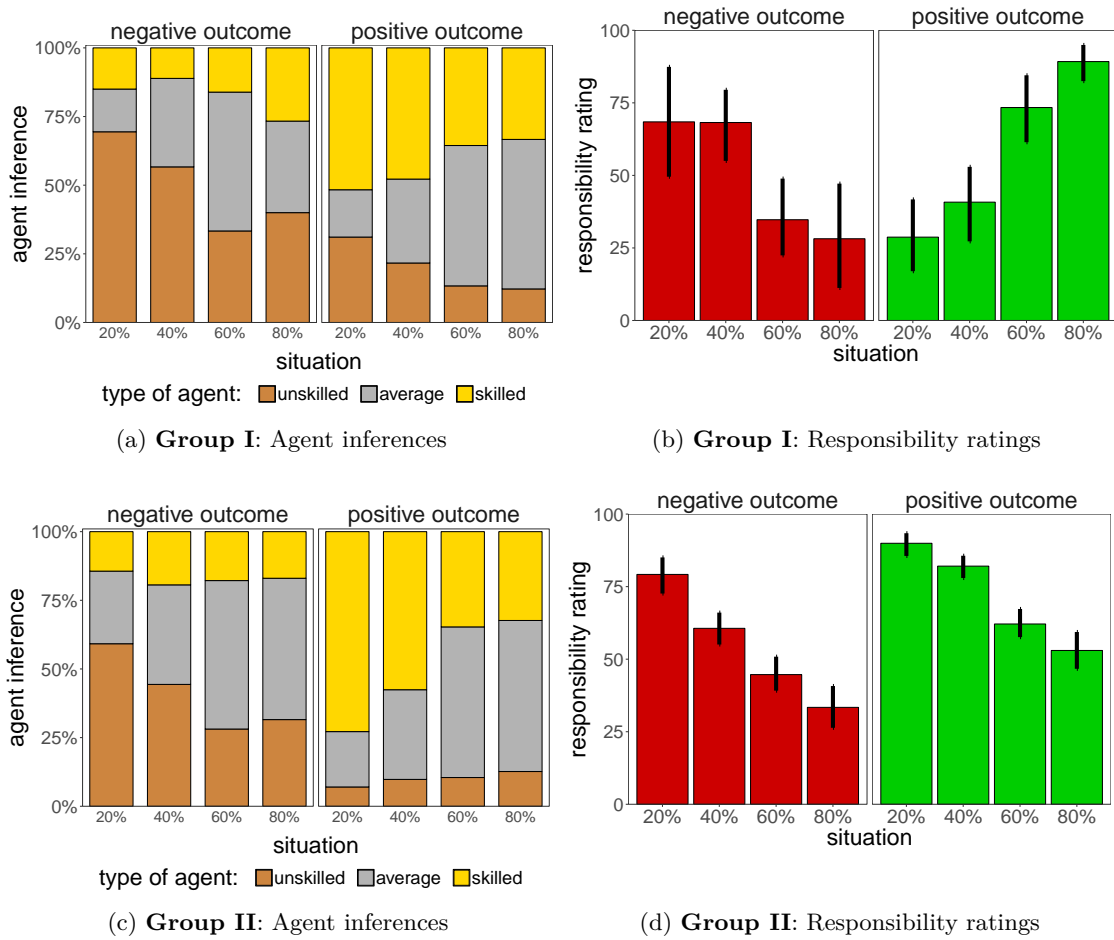 negative outcome positive outcome
100%
75%
50%
25%
0%
agent inference
20% 40% 60% 80% 20% 40% 60% 80%
situation
type of agent: unskilled average skilled
(a) Group I: Agent inferences
negative outcome positive outcome
100
75
50
25
0
responsibility rating
20% 40% 60% 80% 20% 40% 60% 80%
situation
(b) Group I: Responsibility ratings
negative outcome positive outcome
100%
75%
50%
25%
0%
agent inference
20% 40% 60% 80% 20% 40% 60% 80%
situation
type of agent: unskilled average skilled
(c) Group II: Agent inferences
negative outcome positive outcome
100
75
50
25
0
responsibility rating
20% 40% 60% 80% 20% 40% 60% 80%
situation
(d) Group II: Responsibility ratings